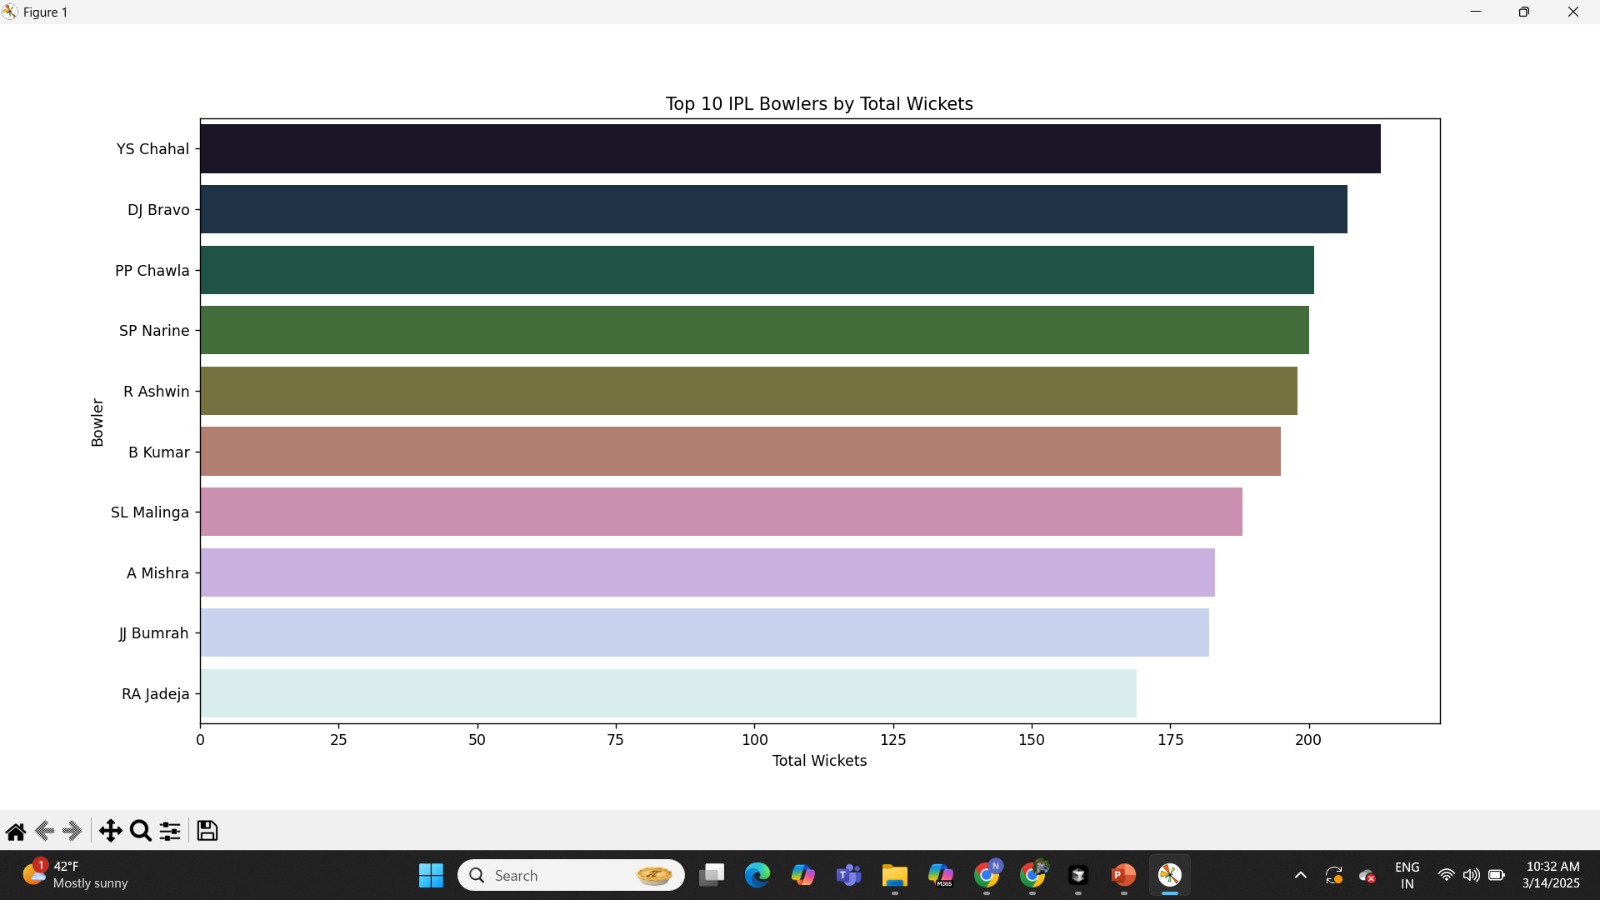 Figure 1
Top 10 IPL Bowlers by Total Wickets
Bowler
YS Chahal
DJ Bravo
PP Chawla
SP Narine
R Ashwin
B Kumar
SL Malinga
A Mishra
JJ Bumrah
RA Jadeja
0 25 50 75 100 125 150 175 200
Total Wickets
1
42°F
Mostly sunny
Search
M365
N
T
P
ENG
IN
10:32 AM
3/14/2025